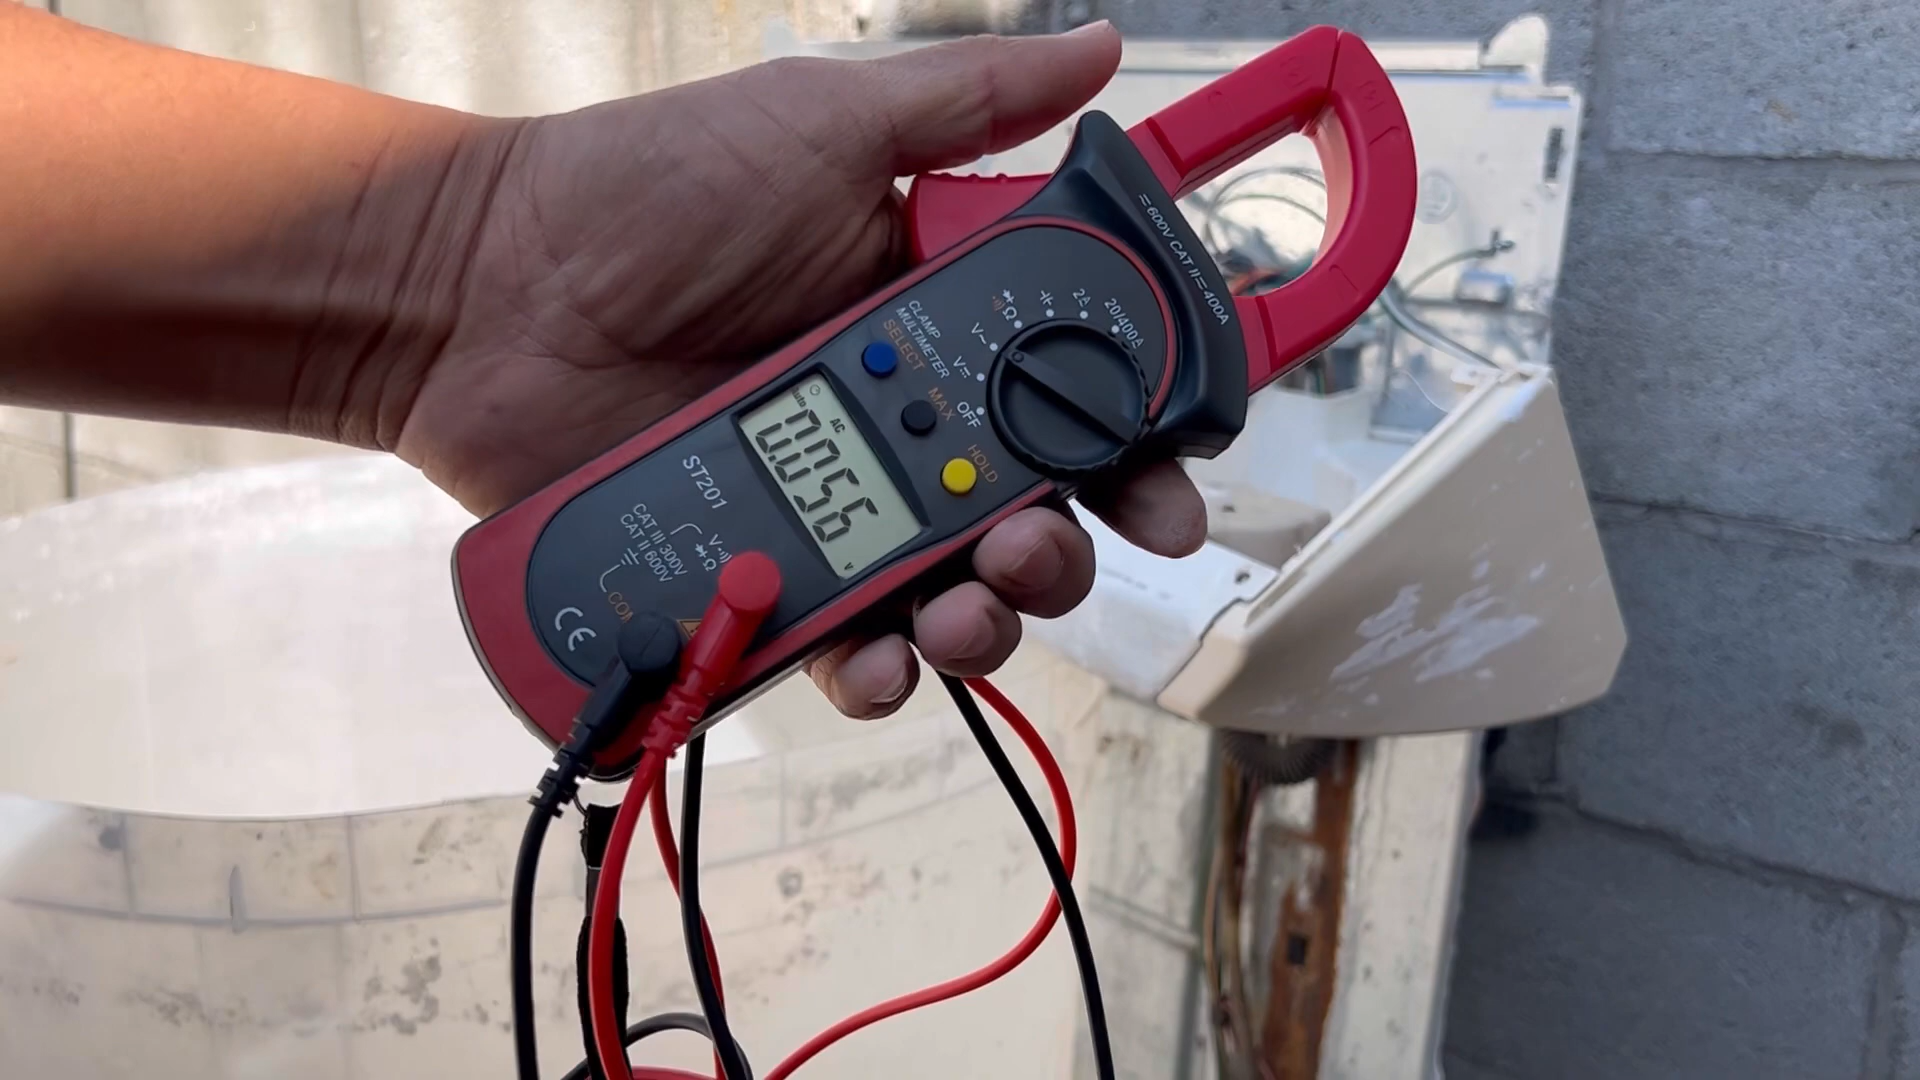 =600V CAT II=400A
20/400A
2A
Ω
V~
V
OFF
CLAMP
MULTIMETER
SELECT
MAX
HOLD
Auto
AC
0.056
V
ST201
V
Ω
CAT III 300V
CAT II 600V
COM
CE